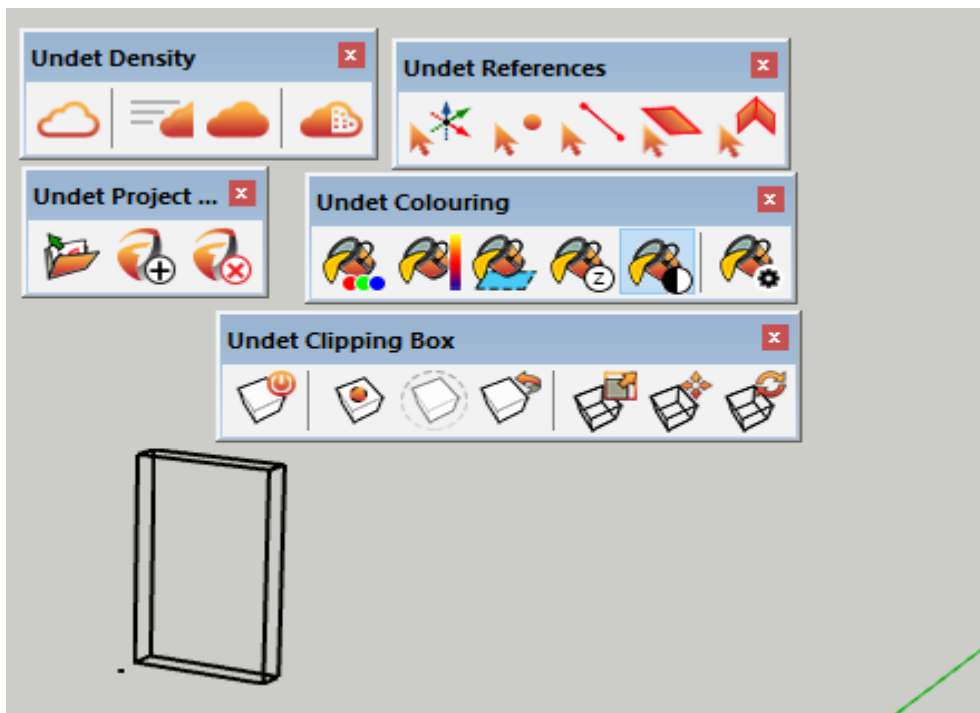 Undet Density
Undet References
Undet Project ...
Undet Colouring
Z
Undet Clipping Box